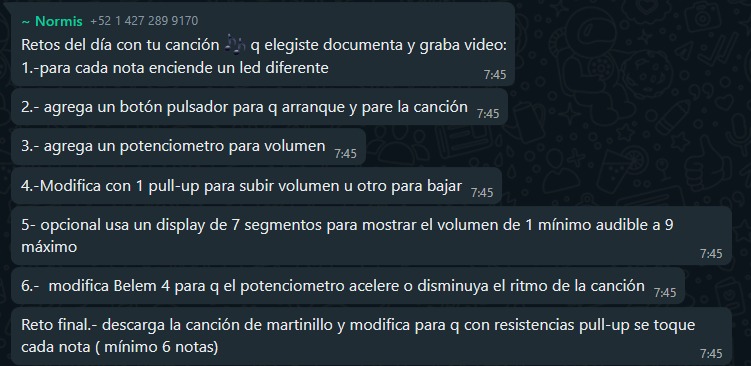 ~ Normis +52 1 427 289 9170
Retos del día con tu canción 🎶 q elegiste documenta y graba video:
1.-para cada nota enciende un led diferente
7:45
2.- agrega un botón pulsador para q arranque y pare la canción 7:45
3.- agrega un potenciometro para volumen 7:45
4.-Modifica con 1 pull-up para subir volumen u otro para bajar 7:45
5- opcional usa un display de 7 segmentos para mostrar el volumen de 1 mínimo audible a 9
máximo
7:45
6.- modifica Belem 4 para q el potenciometro acelere o disminuya el ritmo de la canción 7:45
Reto final.- descarga la canción de martinillo y modifica para q con resistencias pull-up se toque
cada nota ( mínimo 6 notas)
7:45